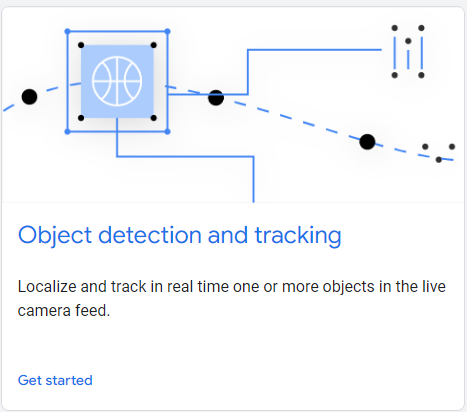 Object detection and tracking
Localize and track in real time one or more objects in the live
camera feed.
Get started